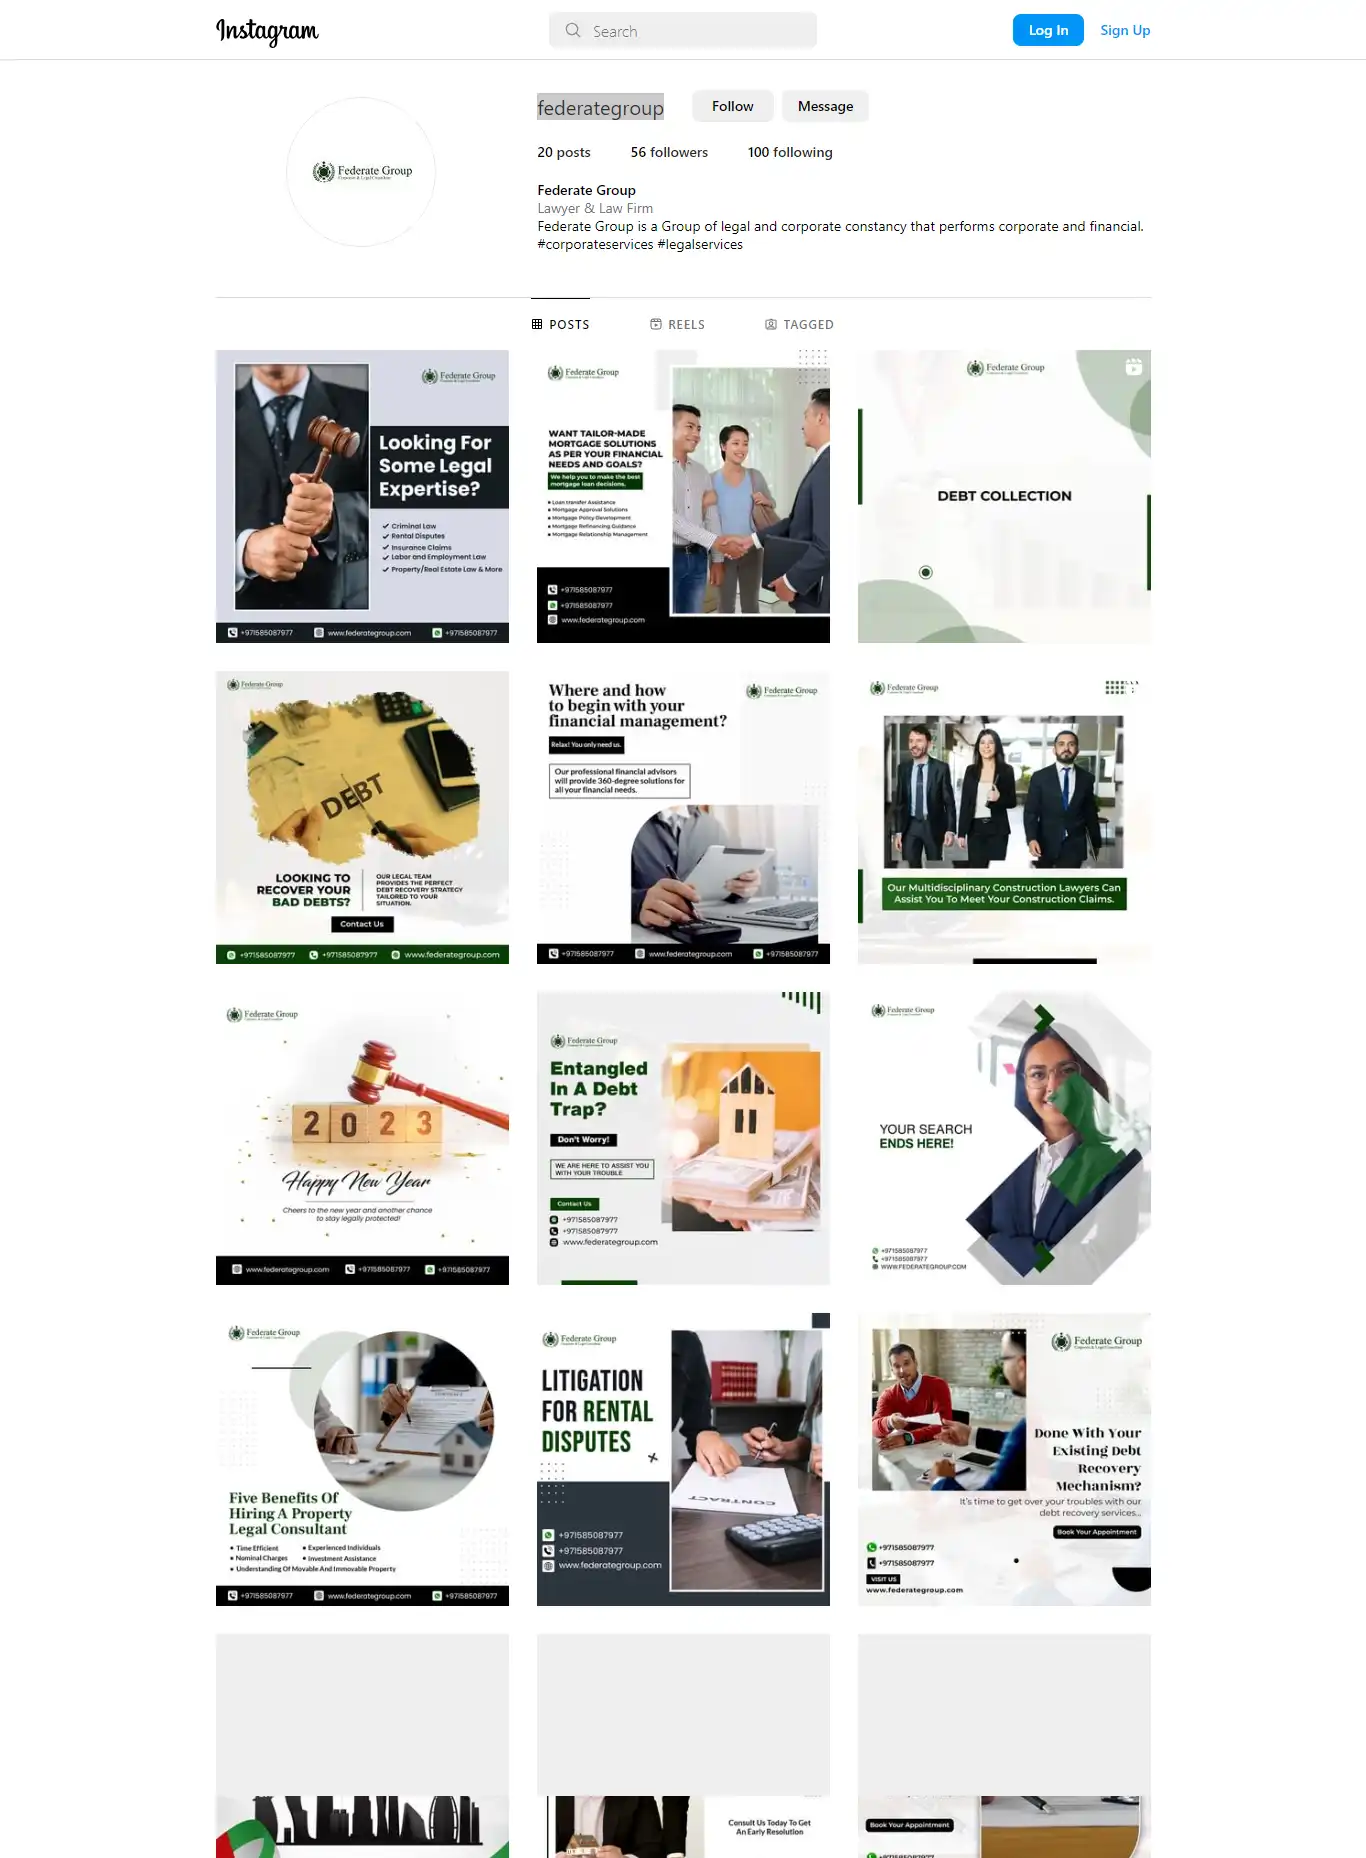 Instagram
Search
Log In
Sign Up
federategroup
Follow
Message
20 posts
56 followers
100 following
Federate Group
Lawyer & Law Firm
Federate Group is a Group of legal and corporate constancy that performs corporate and financial.
#corporateservices #legalservices
Federate Group
POSTS
REELS
TAGGED
Federate Group
Looking For
Some Legal
Expertise?
Criminal Law
Rental Disputes
Insurance Claims
Labor and Employment Law
Property/Real Estate Law & More
+971585087977
www.federategroup.com
+971585087977
Federate Group
WANT TAILOR-MADE
MORTGAGE SOLUTIONS
AS PER YOUR FINANCIAL
NEEDS AND GOALS?
We help you to make the best
mortgage loan decisions.
Loan transfer Assistance
Mortgage Approval Solutions
Mortgage Policy Development
Mortgage Refinancing Guidance
Mortgage Relationship Management
+971585087977
+971585087977
www.federategroup.com
Federate Group
DEBT COLLECTION
Federate Group
DEBT
LOOKING TO
RECOVER YOUR
BAD DEBTS?
OUR LEGAL TEAM
PROVIDES THE PERFECT
DEBT RECOVERY STRATEGY
TAILORED TO YOUR
SITUATION.
Contact Us
+971585087977
+971585087977
www.federategroup.com
Where and how
to begin with your
financial management?
Federate Group
Relax! You only need us.
Our professional financial advisors
will provide 360-degree solutions for
all your financial needs.
+971585087977
www.federategroup.com
+971585087977
Federate Group
Our Multidisciplinary Construction Lawyers Can
Assist You To Meet Your Construction Claims.
Federate Group
2023
Happy New Year
Cheers to the new year and another chance
to stay legally protected!
www.federategroup.com
+971585087977
+971585087977
Federate Group
Entangled
In A Debt
Trap?
Don't Worry!
WE ARE HERE TO ASSIST YOU
WITH YOUR TROUBLE
Contact Us
+971585087977
+971585087977
www.federategroup.com
Federate Group
YOUR SEARCH
ENDS HERE!
+971585087977
+971585087977
WWW.FEDERATEGROUP.COM
Federate Group
Five Benefits Of
Hiring A Property
Legal Consultant
Time Efficient
Experienced Individuals
Nominal Charges
Investment Assistance
Understanding Of Movable And Immovable Property
+971585087977
www.federategroup.com
+971585087977
Federate Group
LITIGATION
FOR RENTAL
DISPUTES
CONTRACT
+971585087977
+971585087977
www.federategroup.com
Federate Group
Done With Your
Existing Debt
Recovery
Mechanism?
It's time to get over your troubles with our
debt recovery services...
Book Your Appointment
+971585087977
+971585087977
VISIT US
www.federategroup.com
Consult Us Today To Get
An Early Resolution
Book Your Appointment